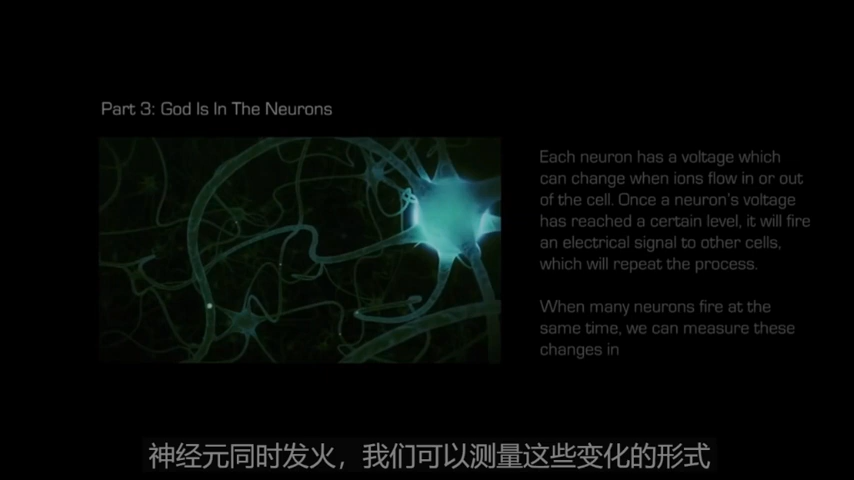 Part 3: God Is In The Neurons
Each neuron has a voltage which
can change when ions flow in or out
of the cell. Once a neuron's voltage
has reached a certain level, it will fire
an electrical signal to other cells,
which will repeat the process.
When many neurons fire at the
same time, we can measure these
changes in
神经元同时发火，我们可以测量这些变化的形式